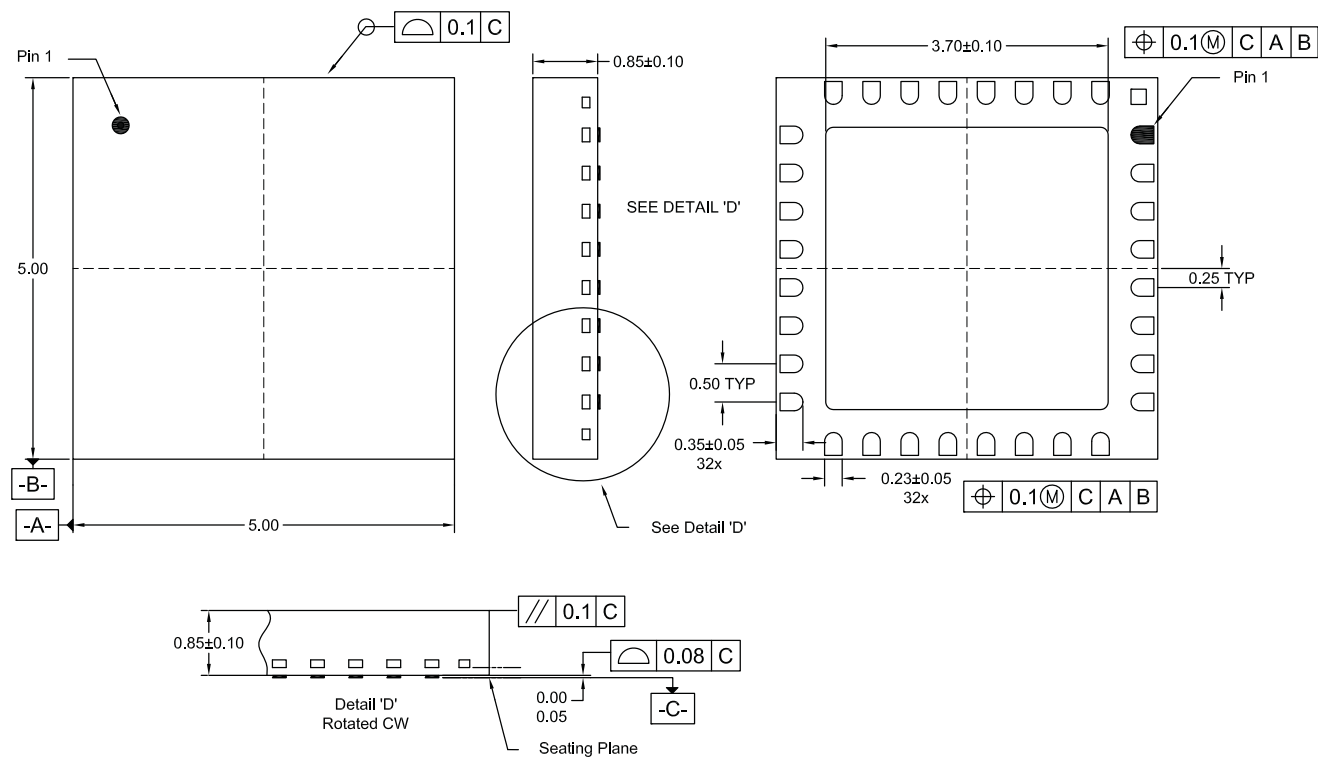 0.1 C
Pin 1
0.85±0.10
3.70±0.10
0.1Ⓜ C A B
Pin 1
SEE DETAIL 'D'
5.00
0.25 TYP
0.50 TYP
0.35±0.05
32x
0.23±0.05
32x
0.1Ⓜ C A B
-B-
-A-
5.00
See Detail 'D'
0.1 C
0.85±0.10
0.08 C
Detail 'D'
Rotated CW
0.00
0.05
-C-
Seating Plane